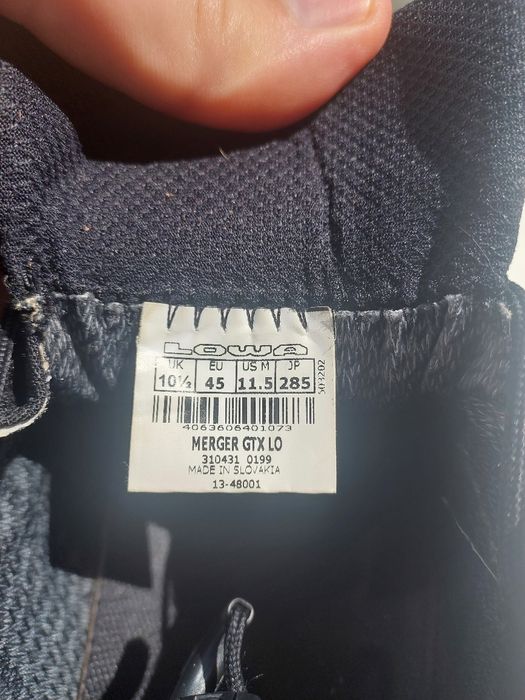 LOWA
UK EU US M JP
10½ 45 11.5 285
503202
4063606401073
MERGER GTX LO
310431 0199
MADE IN SLOVAKIA
13-48001